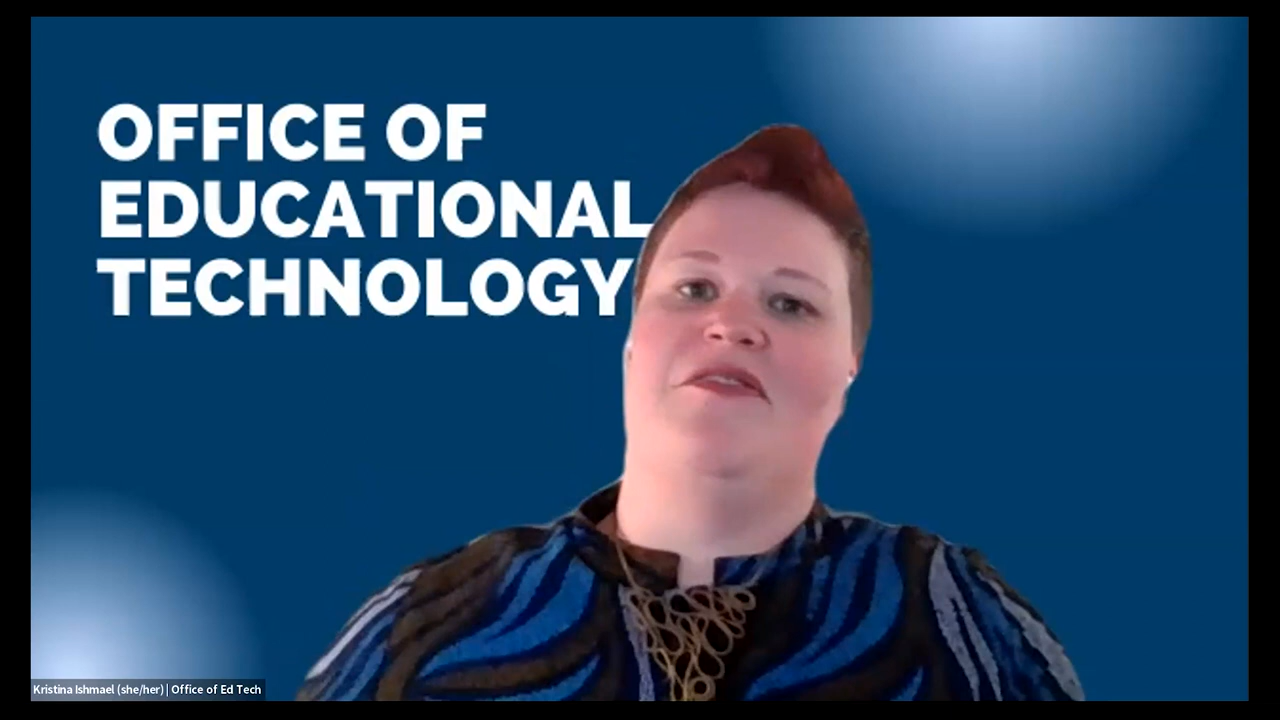 OFFICE OF
EDUCATIONAL
TECHNOLOGY
Kristina Ishmael (she/her) | Office of Ed Tech